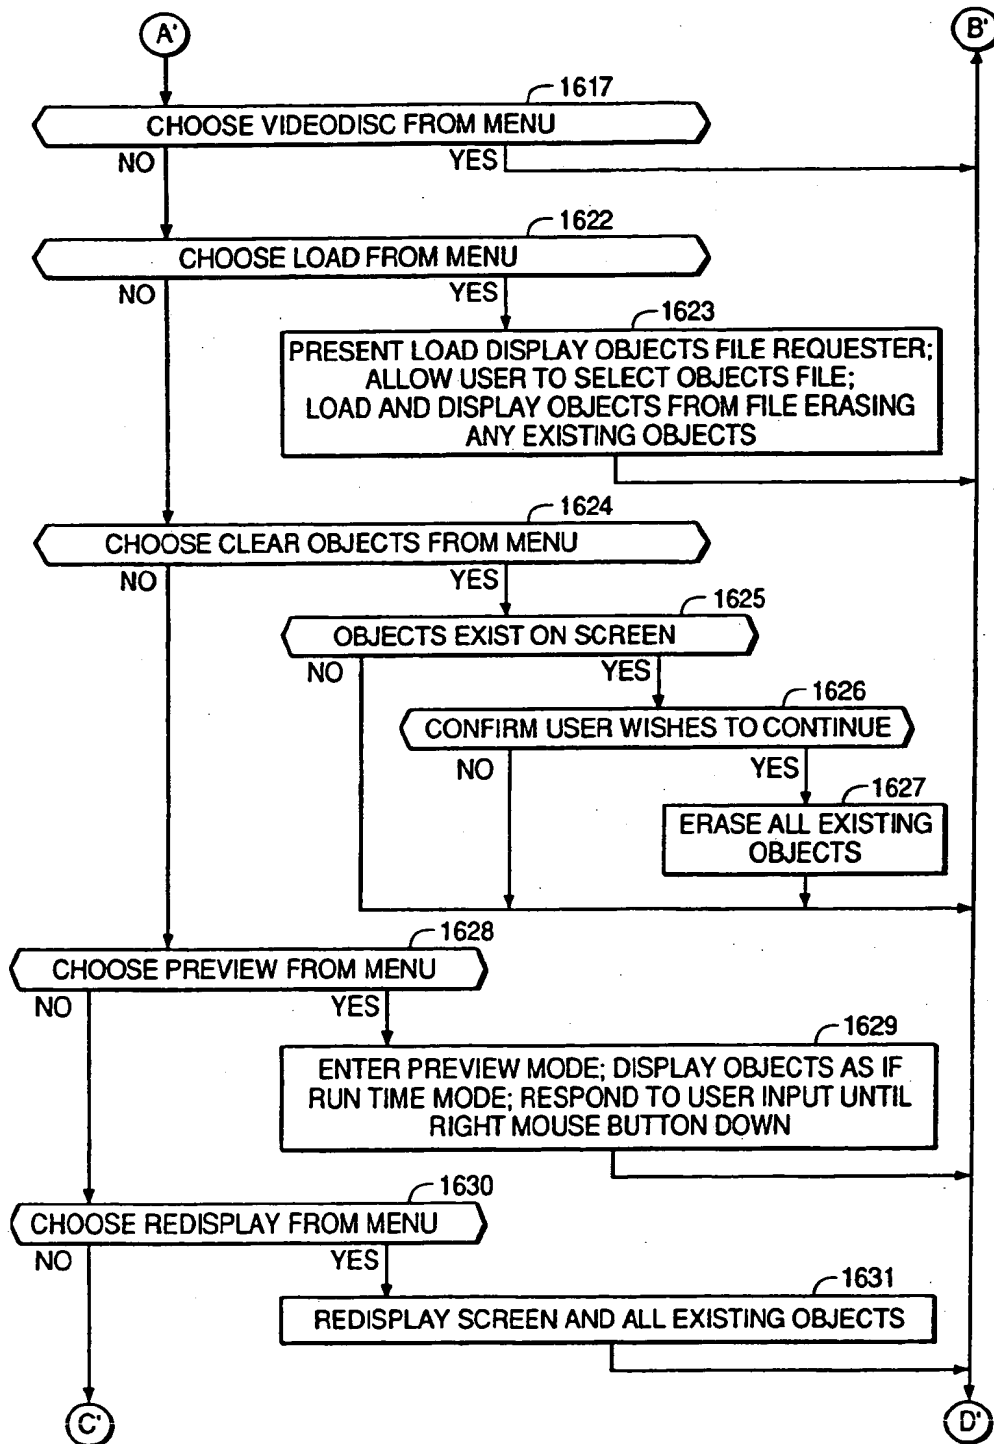 A'
B'
1617
CHOOSE VIDEODISC FROM MENU
NO
YES
1622
CHOOSE LOAD FROM MENU
NO
YES
1623
PRESENT LOAD DISPLAY OBJECTS FILE REQUESTER;
ALLOW USER TO SELECT OBJECTS FILE;
LOAD AND DISPLAY OBJECTS FROM FILE ERASING
ANY EXISTING OBJECTS
1624
CHOOSE CLEAR OBJECTS FROM MENU
NO
YES
1625
OBJECTS EXIST ON SCREEN
NO
YES
1626
CONFIRM USER WISHES TO CONTINUE
NO
YES
1627
ERASE ALL EXISTING
OBJECTS
1628
CHOOSE PREVIEW FROM MENU
NO
YES
1629
ENTER PREVIEW MODE; DISPLAY OBJECTS AS IF
RUN TIME MODE; RESPOND TO USER INPUT UNTIL
RIGHT MOUSE BUTTON DOWN
1630
CHOOSE REDISPLAY FROM MENU
NO
YES
1631
REDISPLAY SCREEN AND ALL EXISTING OBJECTS
C'
D'